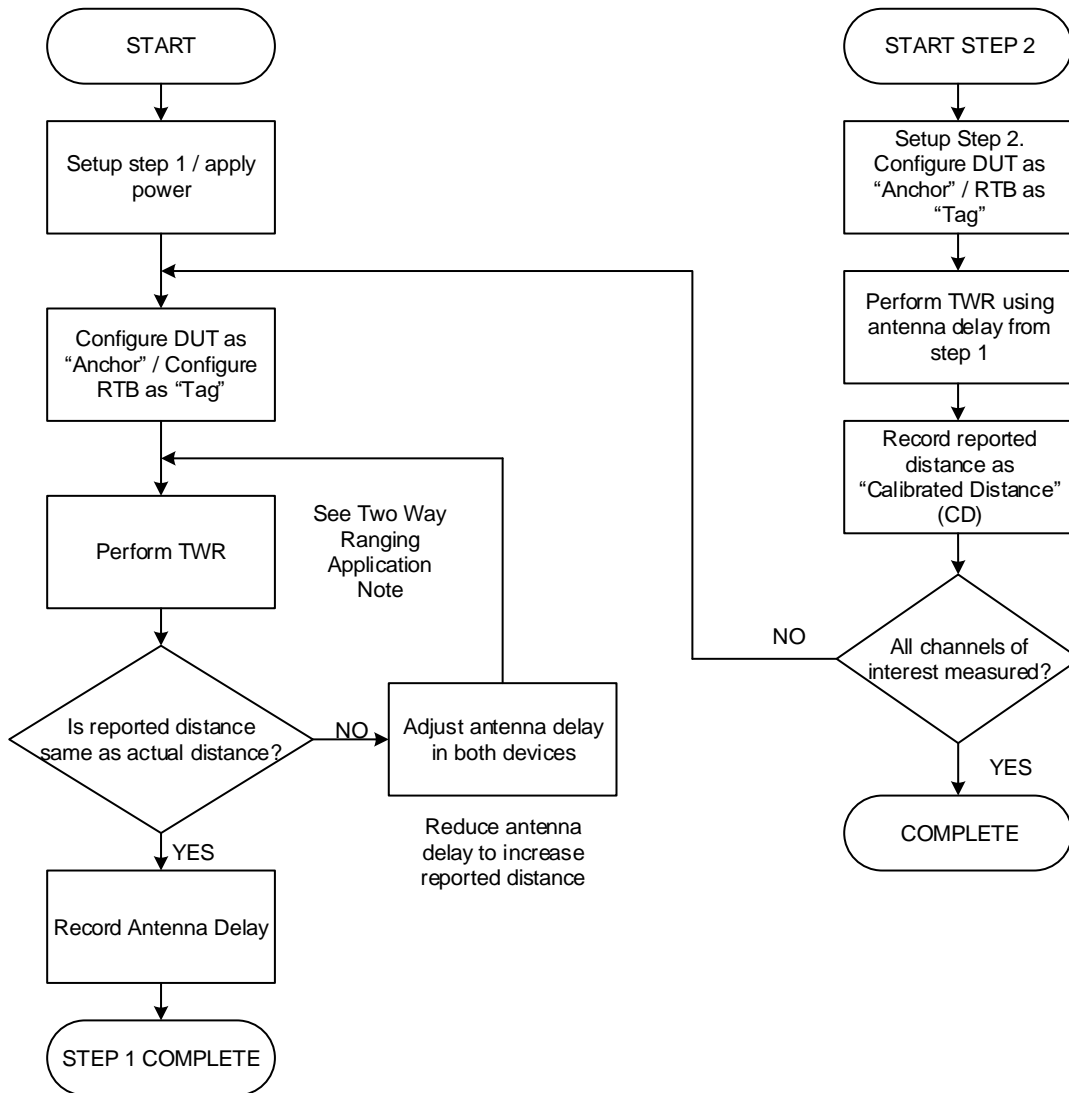 START
Setup step 1 / apply
power
Configure DUT as
“Anchor” / Configure
RTB as “Tag”
Perform TWR
See Two Way
Ranging
Application
Note
Is reported distance
same as actual distance?
NO
Adjust antenna delay
in both devices
Reduce antenna
delay to increase
reported distance
YES
Record Antenna Delay
STEP 1 COMPLETE
START STEP 2
Setup Step 2.
Configure DUT as
“Anchor” / RTB as
“Tag”
Perform TWR using
antenna delay from
step 1
Record reported
distance as
“Calibrated Distance”
(CD)
All channels of
interest measured?
NO
YES
COMPLETE